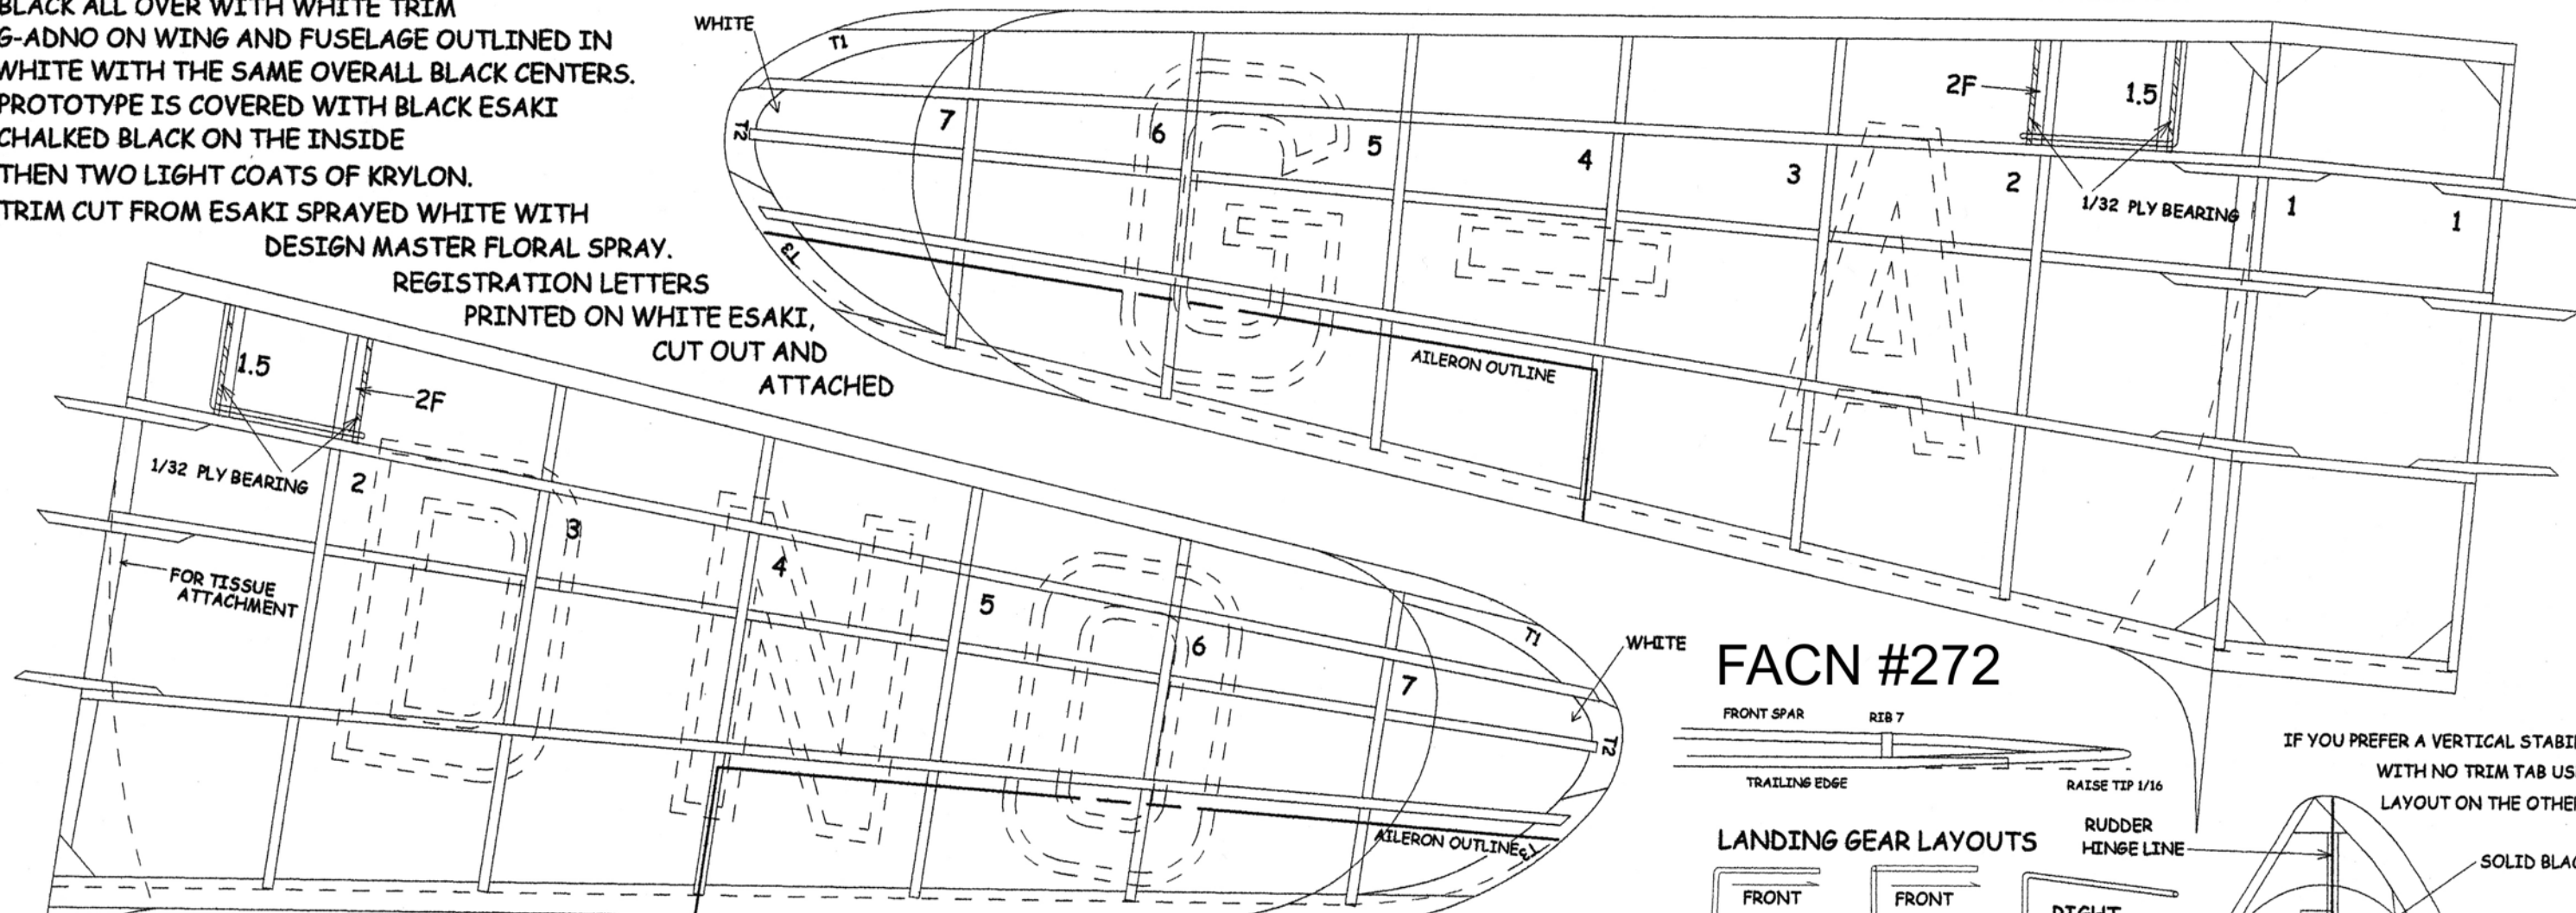 BLACK ALL OVER WITH WHITE TRIM
G-ADNO ON WING AND FUSELAGE OUTLINED IN
WHITE WITH THE SAME OVERALL BLACK CENTERS.
PROTOTYPE IS COVERED WITH BLACK ESAKI
CHALKED BLACK ON THE INSIDE
THEN TWO LIGHT COATS OF KRYLON.
TRIM CUT FROM ESAKI SPRAYED WHITE WITH
DESIGN MASTER FLORAL SPRAY.
REGISTRATION LETTERS
PRINTED ON WHITE ESAKI,
CUT OUT AND
ATTACHED
WHITE
T1
T2
T3
7
6
5
4
3
2
2F
1.5
1/32 PLY BEARING
1
1
G - A
AILERON OUTLINE
1.5
2F
1/32 PLY BEARING
2
3
4
5
6
7
FOR TISSUE
ATTACHMENT
D N O
T1
WHITE
T2
AILERON OUTLINE
T3
FACN #272
FRONT SPAR
RIB 7
TRAILING EDGE
RAISE TIP 1/16
LANDING GEAR LAYOUTS
FRONT
FRONT
RIGHT
RUDDER
HINGE LINE
IF YOU PREFER A VERTICAL
WITH NO TRIM TAB
LAYOUT ON THE
SOLID